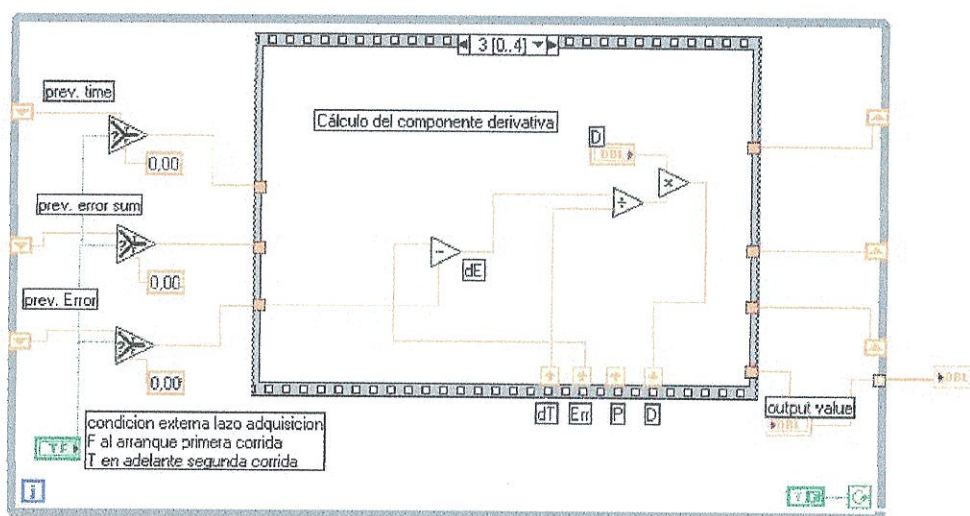 3 [0..4]
prev. time
Cálculo del componente derivativa
D
DBL
0,00
prev. error sum
dE
0,00
prev. Error
0,00
dT Err P D
output value
DBL
DBL
condicion externa lazo adquisicion
F al arranque primera corrida
T en adelante segunda corrida
TF
i
TF